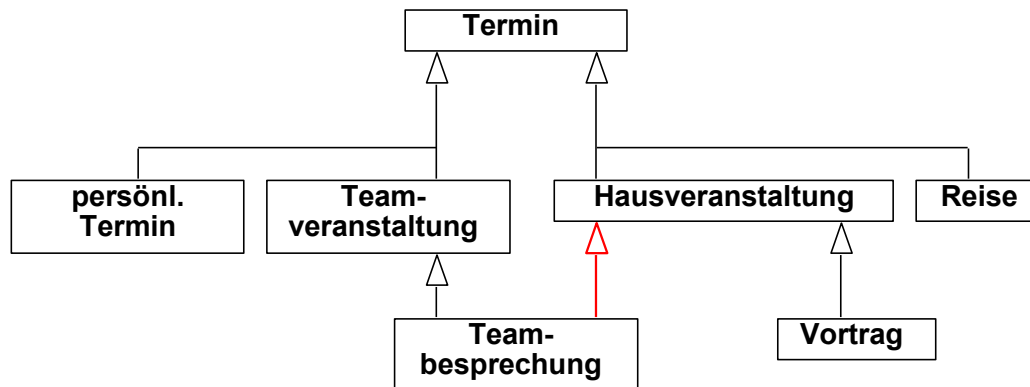 Termin
persönl.
Termin
Team-
veranstaltung
Hausveranstaltung
Reise
Team-
besprechung
Vortrag